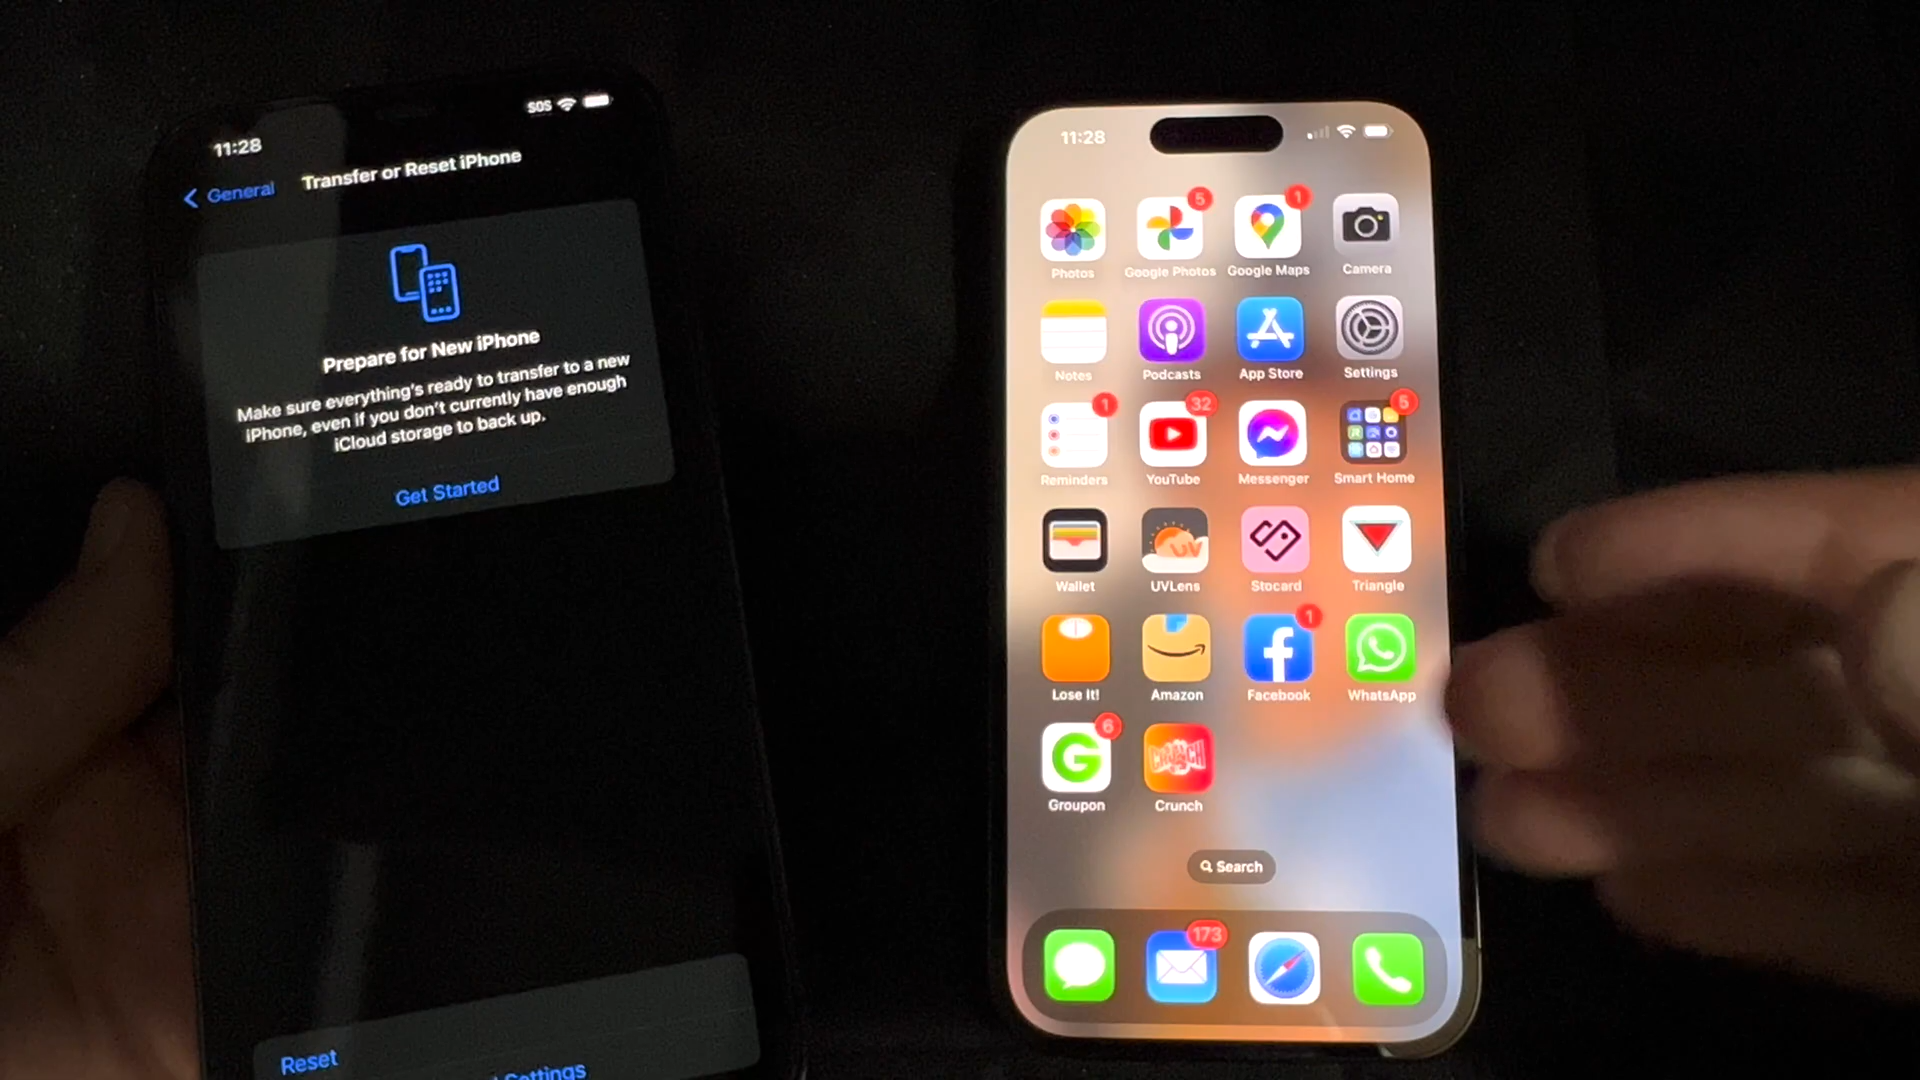 11:28
SOS
General
Transfer or Reset iPhone
Prepare for New iPhone
Make sure everything's ready to transfer to a new
iPhone, even if you don't currently have enough
iCloud storage to back up.
Get Started
Reset
Settings
11:28
5
1
Photos
Google Photos
Google Maps
Camera
Notes
Podcasts
App Store
Settings
1
32
5
Reminders
YouTube
Messenger
Smart Home
UV
Wallet
UVLens
Stocard
Triangle
1
Lose It!
Amazon
Facebook
WhatsApp
6
G
CRUNCH
Groupon
Crunch
Search
173